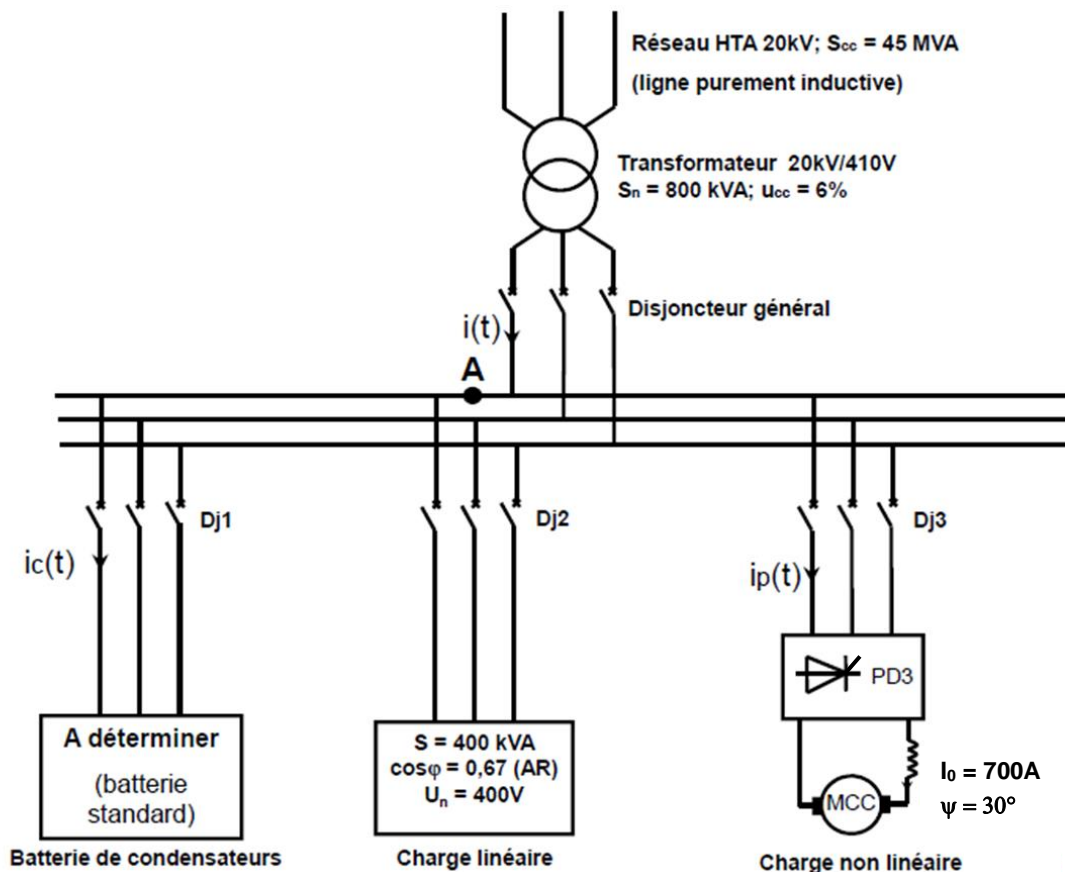 Réseau HTA 20kV; Scc = 45 MVA
(ligne purement inductive)
Transformateur 20kV/410V
Sn = 800 kVA; ucc = 6%
Disjoncteur général
i(t)
A
Dj1
Dj2
Dj3
ic(t)
ip(t)
PD3
A déterminer
(batterie
standard)
S = 400 kVA
cosφ = 0,67 (AR)
Un = 400V
MCC
I0 = 700A
ψ = 30°
Batterie de condensateurs
Charge linéaire
Charge non linéaire